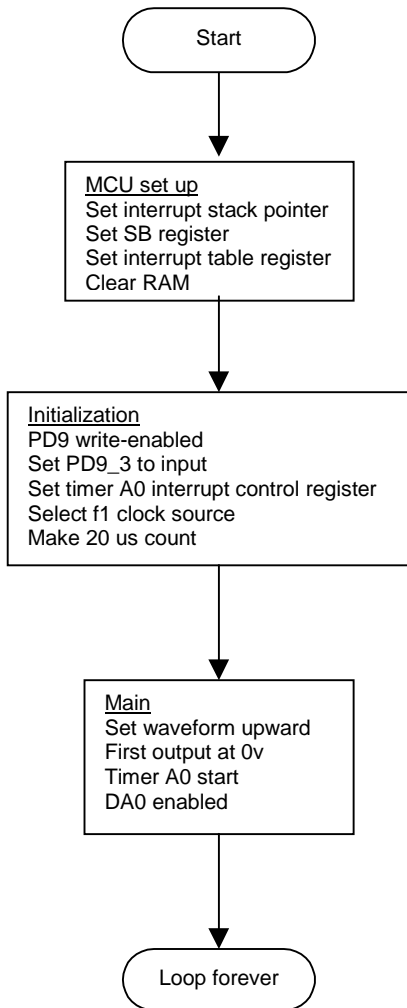 Start
MCU set up
Set interrupt stack pointer
Set SB register
Set interrupt table register
Clear RAM
Initialization
PD9 write-enabled
Set PD9_3 to input
Set timer A0 interrupt control register
Select f1 clock source
Make 20 us count
Main
Set waveform upward
First output at 0v
Timer A0 start
DA0 enabled
Loop forever